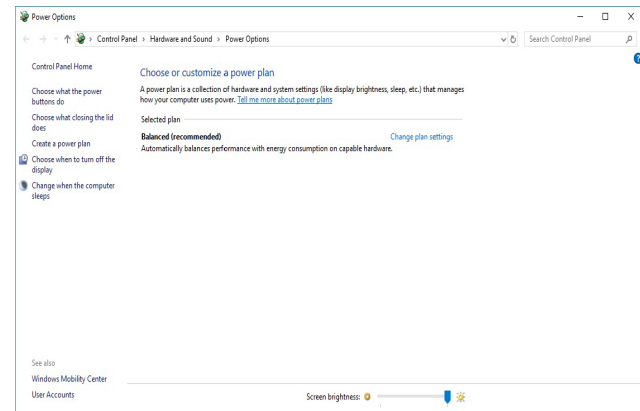 Power Options
Control Panel > Hardware and Sound > Power Options
Search Control Panel
Control Panel Home
Choose what the power
buttons do
Choose what closing the lid
does
Create a power plan
Choose when to turn off the
display
Change when the computer
sleeps
Choose or customize a power plan
A power plan is a collection of hardware and system settings (like display brightness, sleep, etc.) that manages
how your computer uses power. Tell me more about power plans
Selected plan
Balanced (recommended) Change plan settings
Automatically balances performance with energy consumption on capable hardware.
See also
Windows Mobility Center
User Accounts
Screen brightness: